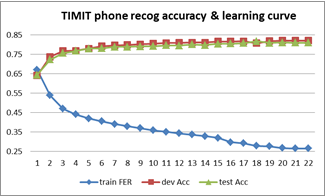 TIMIT phone recog accuracy & learning curve
0.85
0.75
0.65
0.55
0.45
0.35
0.25
1 2 3 4 5 6 7 8 9 10 11 12 13 14 15 16 17 18 19 20 21 22
train FER dev Acc test Acc